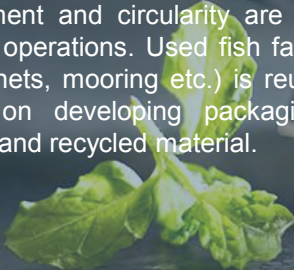 ment and circularity are
operations. Used fish fa
nets, mooring etc.) is reu
on developing packagi
and recycled material.